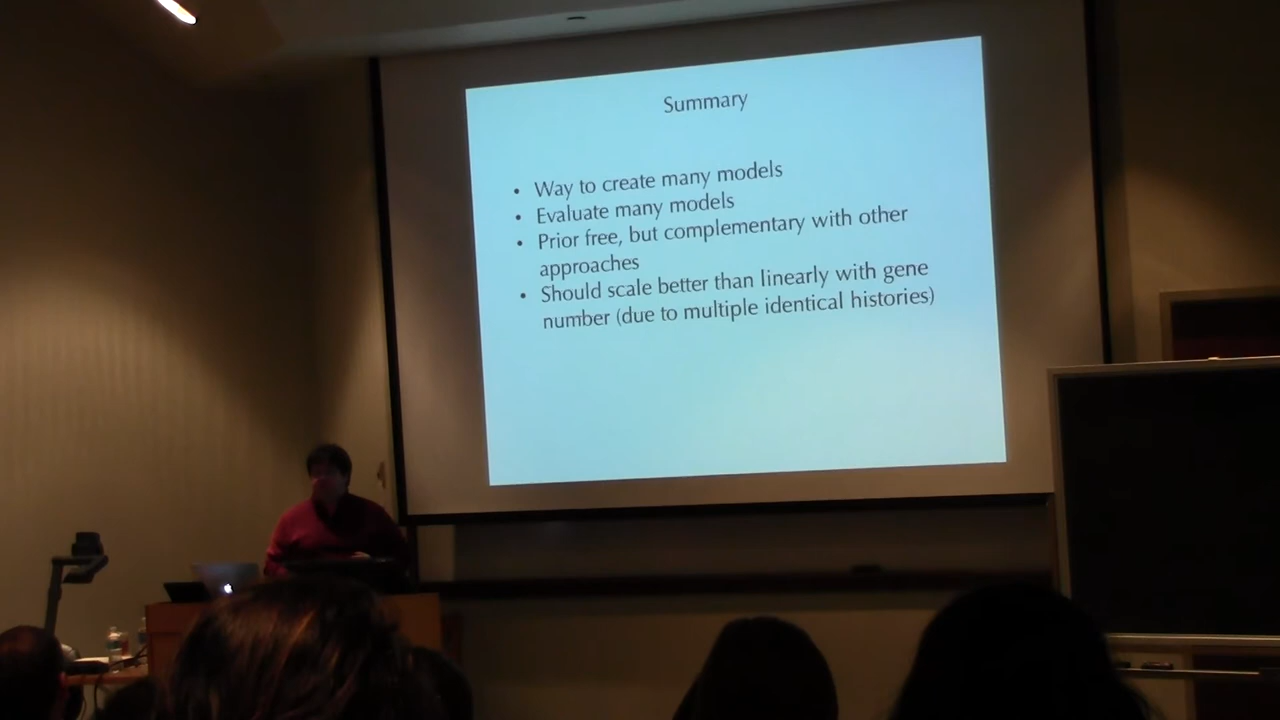 Summary
• Way to create many models
• Evaluate many models
• Prior free, but complementary with other
approaches
• Should scale better than linearly with gene
number (due to multiple identical histories)